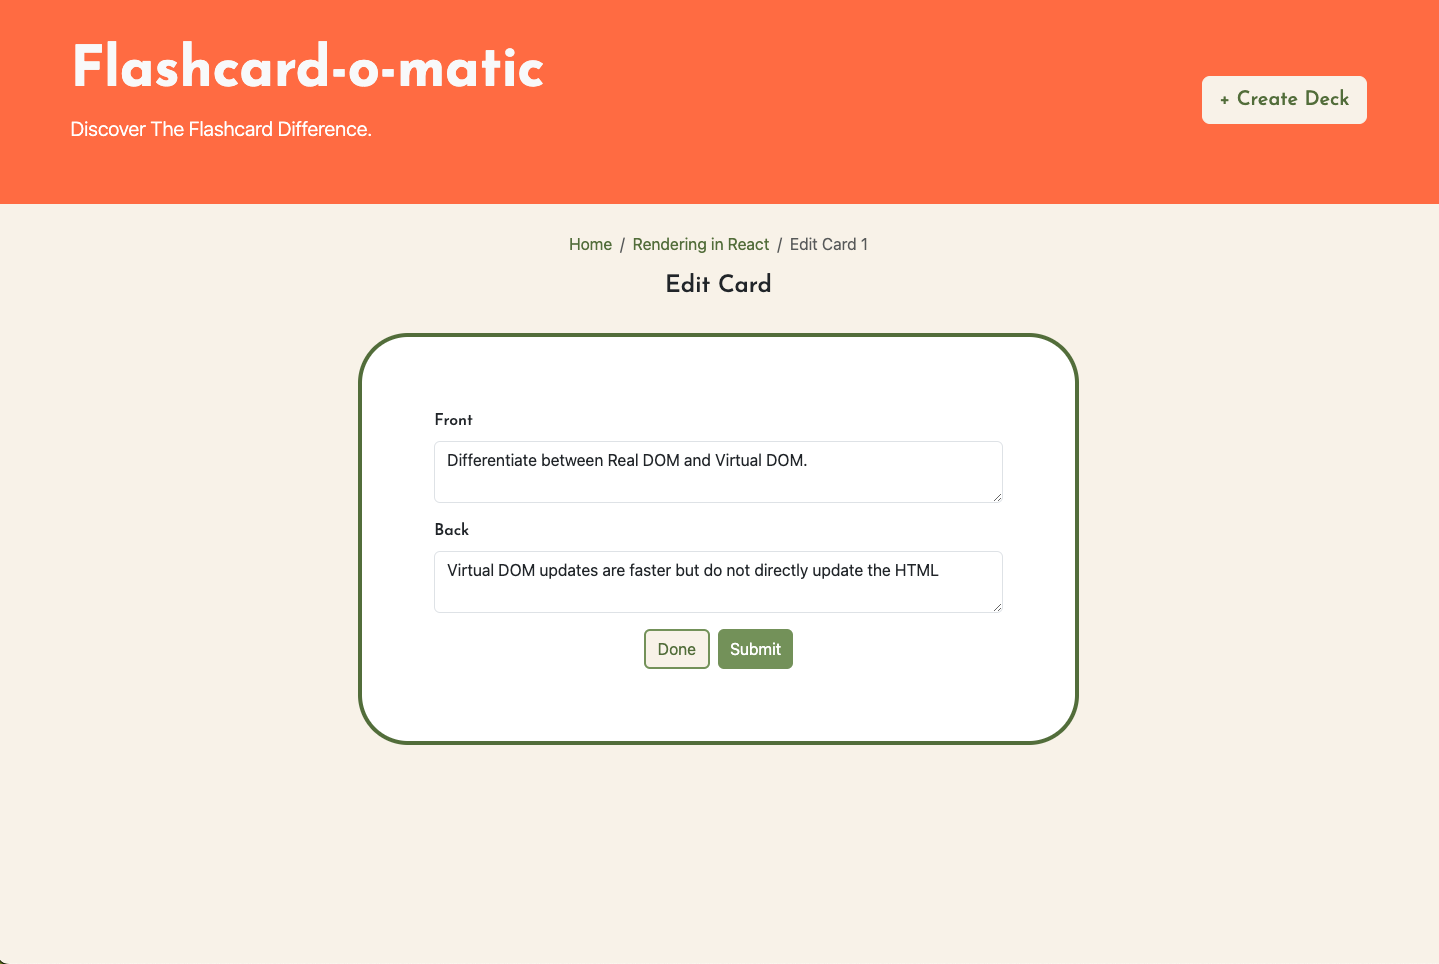 Flashcard-o-matic
Discover The Flashcard Difference.
+ Create Deck
Home / Rendering in React / Edit Card 1
Edit Card
Front
Differentiate between Real DOM and Virtual DOM.
Back
Virtual DOM updates are faster but do not directly update the HTML
Done Submit